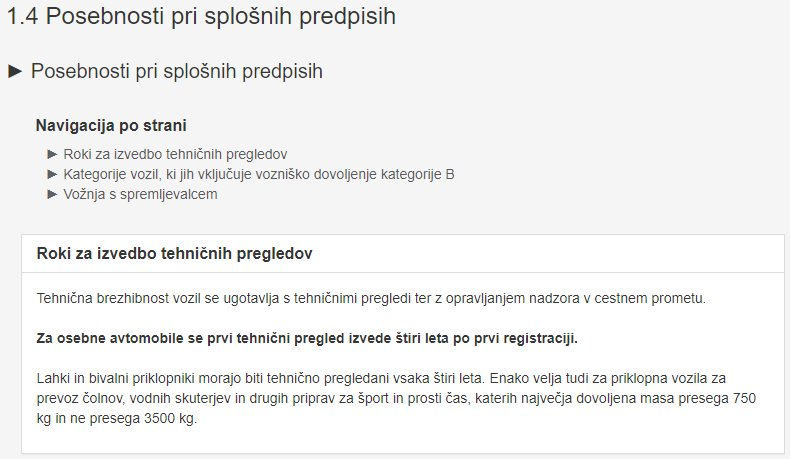 1.4 Posebnosti pri splošnih predpisih
► Posebnosti pri splošnih predpisih
Navigacija po strani
► Roki za izvedbo tehničnih pregledov
► Kategorije vozil, ki jih vključuje vozniško dovoljenje kategorije B
► Vožnja s spremljevalcem
Roki za izvedbo tehničnih pregledov
Tehnična brezhibnost vozil se ugotavlja s tehničnimi pregledi ter z opravljanjem nadzora v cestnem prometu.
Za osebne avtomobile se prvi tehnični pregled izvede štiri leta po prvi registraciji.
Lahki in bivalni priklopniki morajo biti tehnično pregledani vsaka štiri leta. Enako velja tudi za priklopna vozila za
prevoz čolnov, vodnih skuterjev in drugih priprav za šport in prosti čas, katerih največja dovoljena masa presega 750
kg in ne presega 3500 kg.